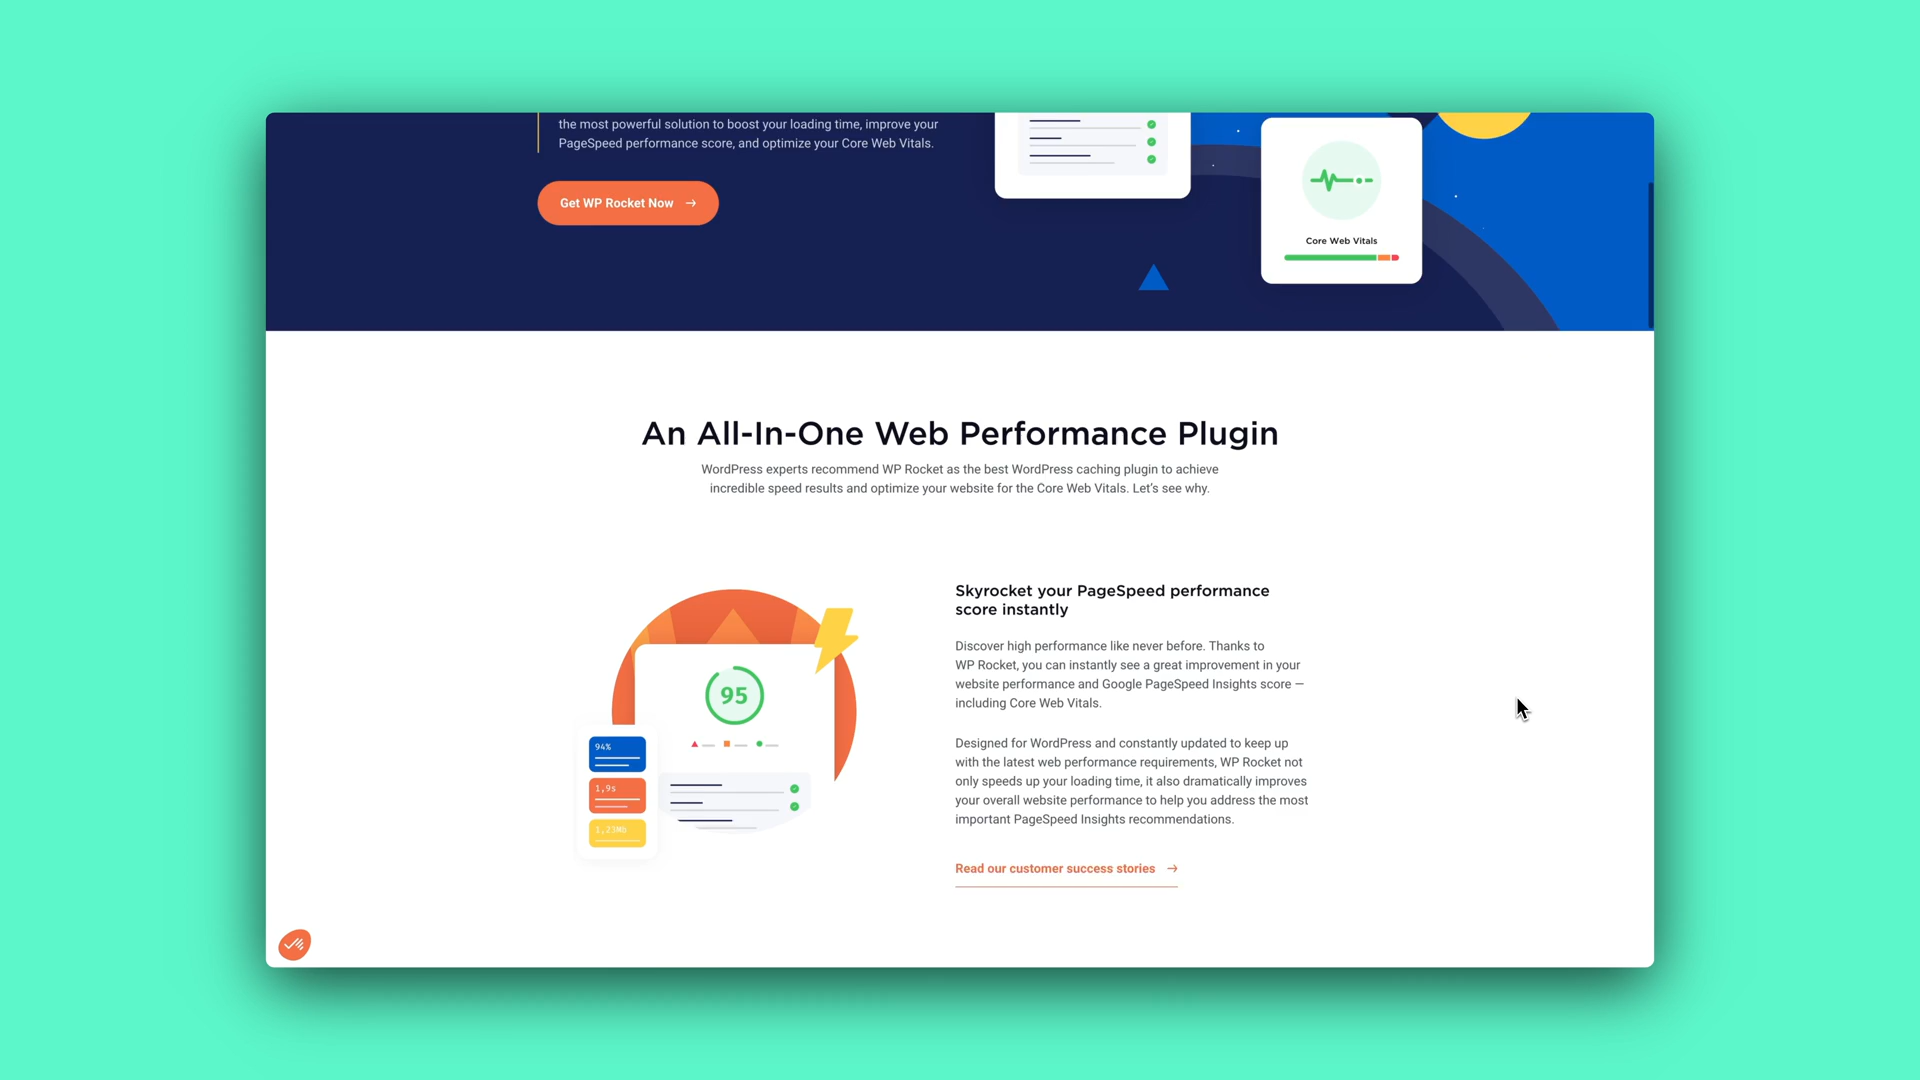 the most powerful solution to boost your loading time, improve your
PageSpeed performance score, and optimize your Core Web Vitals.
Get WP Rocket Now →
Core Web Vitals
An All-In-One Web Performance Plugin
WordPress experts recommend WP Rocket as the best WordPress caching plugin to achieve
incredible speed results and optimize your website for the Core Web Vitals. Let’s see why.
95
94%
1,9s
1,23Mb
Skyrocket your PageSpeed performance
score instantly
Discover high performance like never before. Thanks to
WP Rocket, you can instantly see a great improvement in your
website performance and Google PageSpeed Insights score —
including Core Web Vitals.
Designed for WordPress and constantly updated to keep up
with the latest web performance requirements, WP Rocket not
only speeds up your loading time, it also dramatically improves
your overall website performance to help you address the most
important PageSpeed Insights recommendations.
Read our customer success stories →